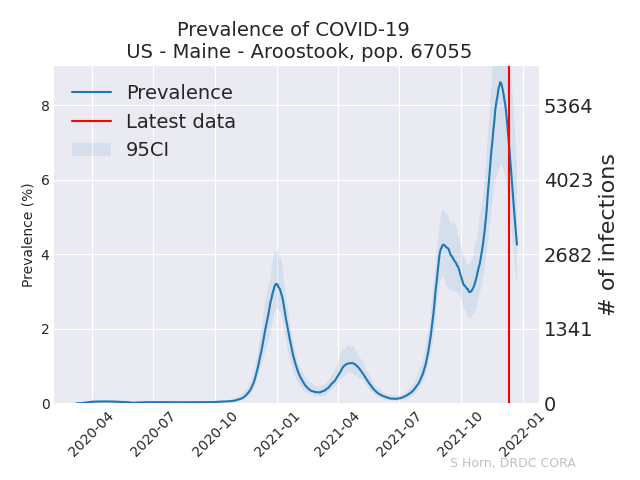 Prevalence of COVID-19
US - Maine - Aroostook, pop. 67055
Prevalence
Latest data
95CI
Prevalence (%)
8
6
4
2
0
5364
4023
2682
1341
0
# of infections
2020-04
2020-07
2020-10
2021-01
2021-04
2021-07
2021-10
2022-01
S Horn, DRDC CORA